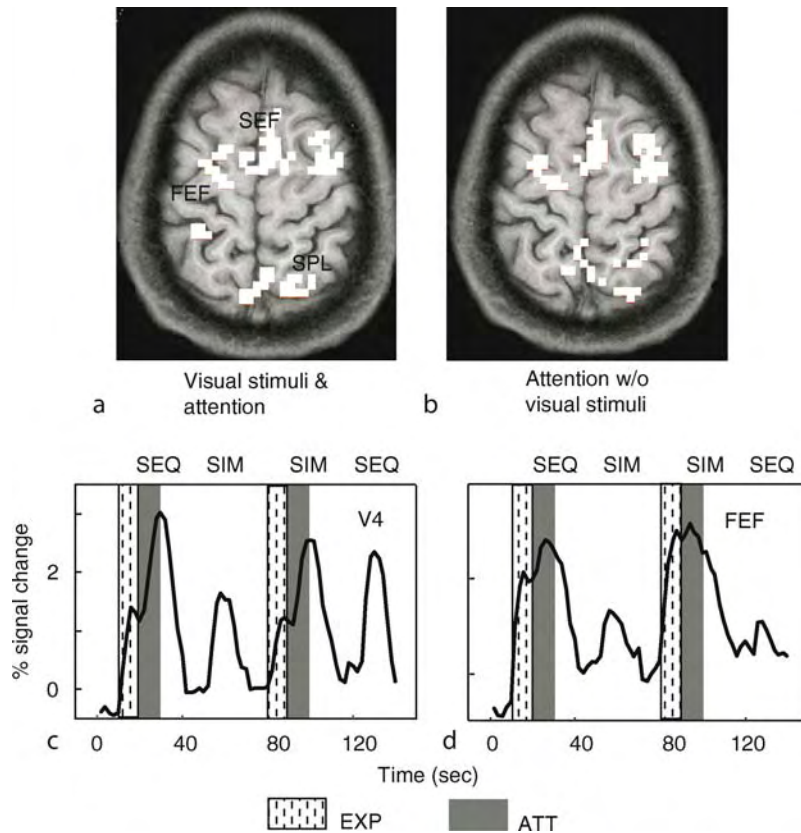 SEF
FEF
SPL
a
Visual stimuli &
attention
b
Attention w/o
visual stimuli
SEQ SIM SIM SEQ
V4
% signal change
2
0
c
0 40 80 120
SEQ SIM SIM SEQ
FEF
d
0 40 80 120
Time (sec)
EXP
ATT